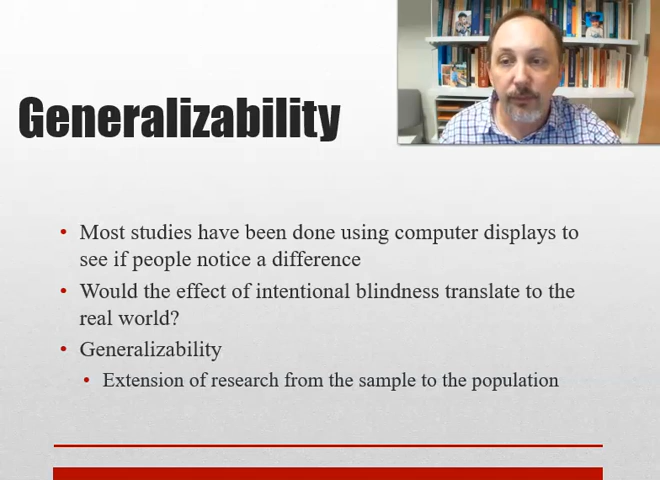 Generalizability
Most studies have been done using computer displays to
see if people notice a difference
Would the effect of intentional blindness translate to the
real world?
Generalizability
Extension of research from the sample to the population